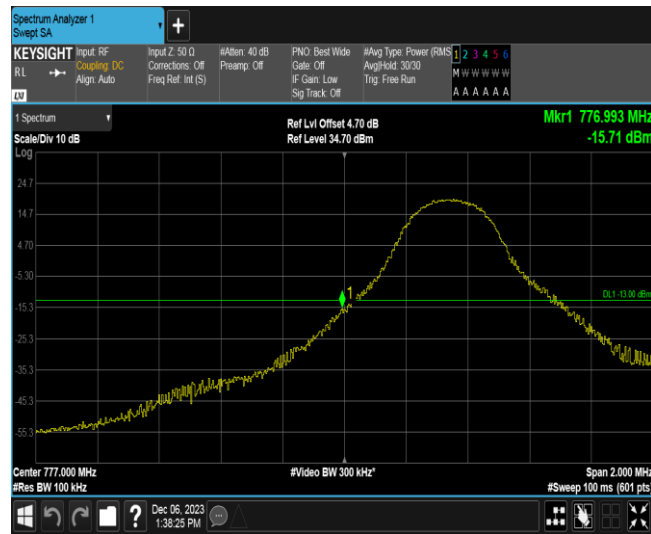 Spectrum Analyzer 1
Swept SA
+
KEYSIGHT
RL
LXI
Input: RF
Coupling: DC
Align: Auto
Input Z: 50 Ω
Corrections: Off
Freq Ref: Int (S)
#Atten: 40 dB
Preamp: Off
PNO: Best Wide
Gate: Off
IF Gain: Low
Sig Track: Off
#Avg Type: Power (RMS
Avg|Hold: 30/30
Trig: Free Run
1 2 3 4 5 6
M W W W W W
A A A A A A
1 Spectrum
Scale/Div 10 dB
Log
Ref Lvl Offset 4.70 dB
Ref Level 34.70 dBm
Mkr1 776.993 MHz
-15.71 dBm
24.7
14.7
4.70
-5.30
-15.3
-25.3
-35.3
-45.3
-55.3
1
DL1 -13.00 dBm
Center 777.000 MHz
#Res BW 100 kHz
#Video BW 300 kHz*
Span 2.000 MHz
#Sweep 100 ms (601 pts)
?
Dec 06, 2023
1:38:25 PM